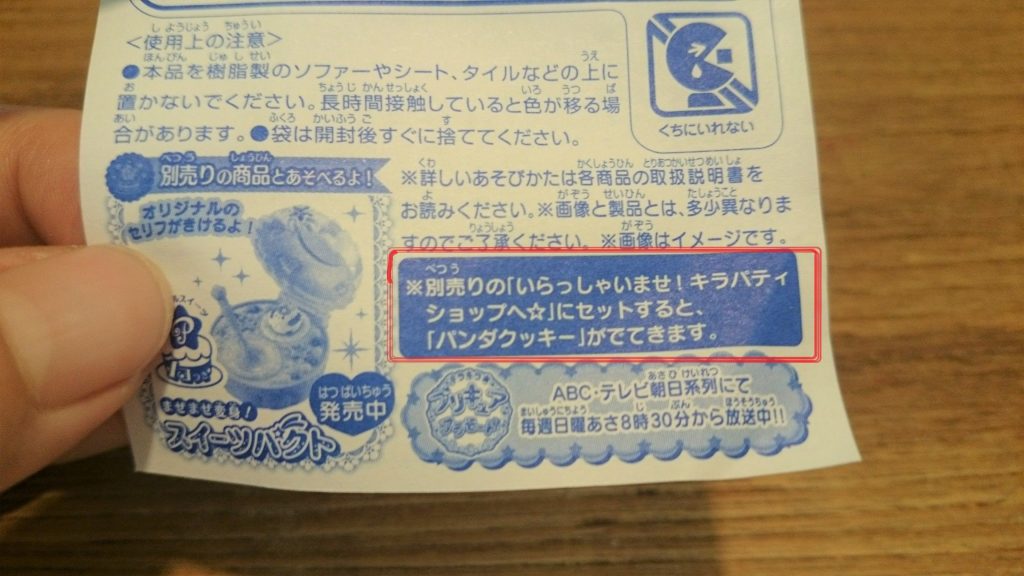 ＜使用上の注意＞
しようじょう ちゅうい
●本品を樹脂製のソファーやシート、タイルなどの上に
ほんぴん じゅしせい うえ
置かないでください。長時間接触していると色が移る場
お ちょうじかんせっしょく いろ うつ ば
合があります。●袋は開封後すぐに捨ててください。
あい ふくろ かいふうご す
くちにいれない
別売りの商品とあそべるよ！
べつう しょうひん
オリジナルの
セリフがきけるよ！
まぜまぜ変身！
スイーツパクト
はつばいちゅう
発売中
※詳しいあそびかたは各商品の取扱説明書を
くわ かくしょうひん とりあつかいせつめいしょ
お読みください。※画像と製品とは、多少異なりま
よ がぞう せいひん たしょうこと
すのでご了承ください。※画像はイメージです。
りょうしょう がぞう
※別売りの「いらっしゃいませ！キラパティ
べつう
ショップへ☆」にセットすると、
「パンダクッキー」がでてきます。
プリキュア
アラモード
ABC・テレビ朝日系列にて
あさひけいれつ
毎週日曜あさ8時30分から放送中!!
まいしゅうにちよう じ ぷん ほうそうちゅう